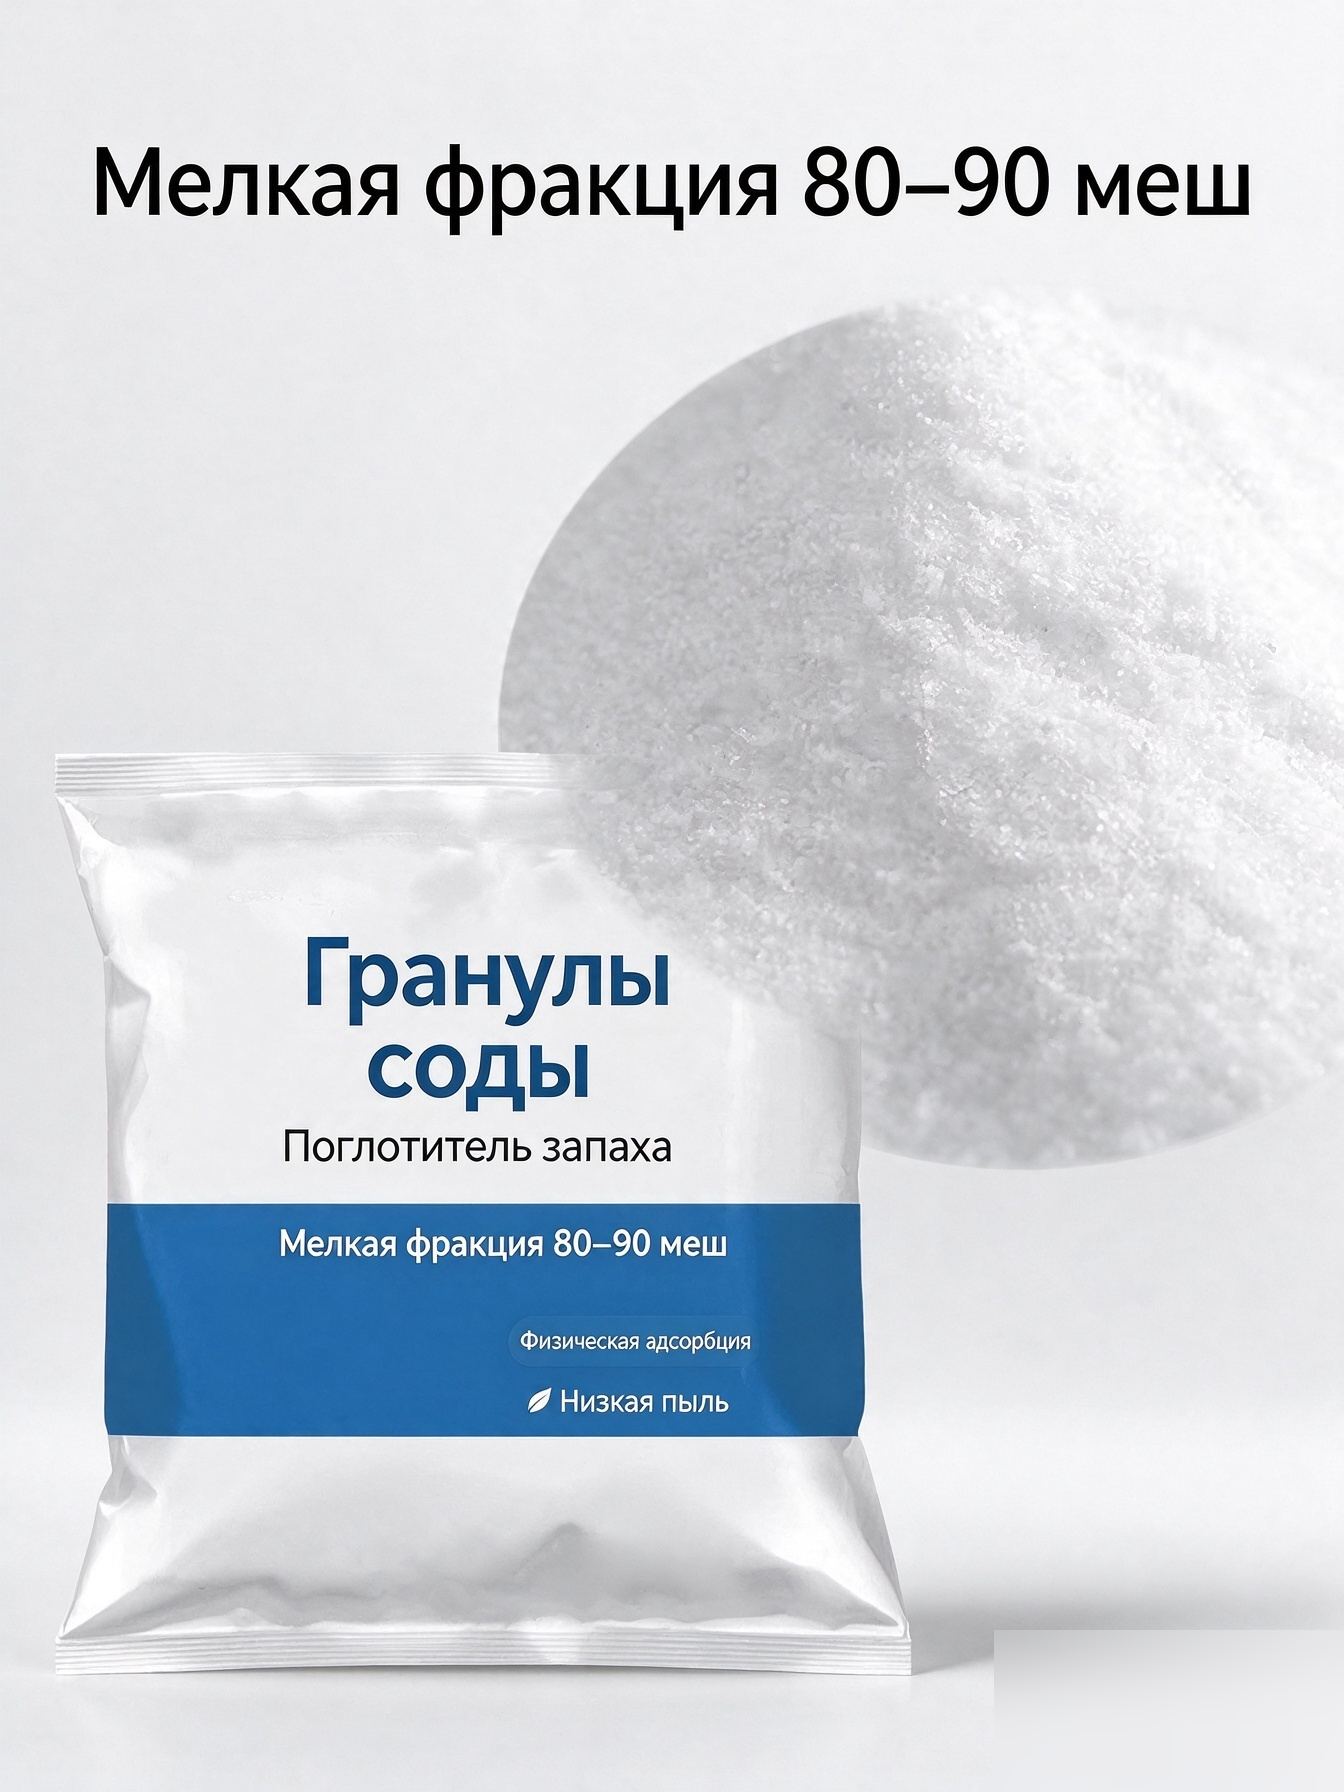 Мелкая фракция 80–90 меш
Гранулы
соды
Поглотитель запаха
Мелкая фракция 80–90 меш
Физическая адсорбция
Низкая пыль